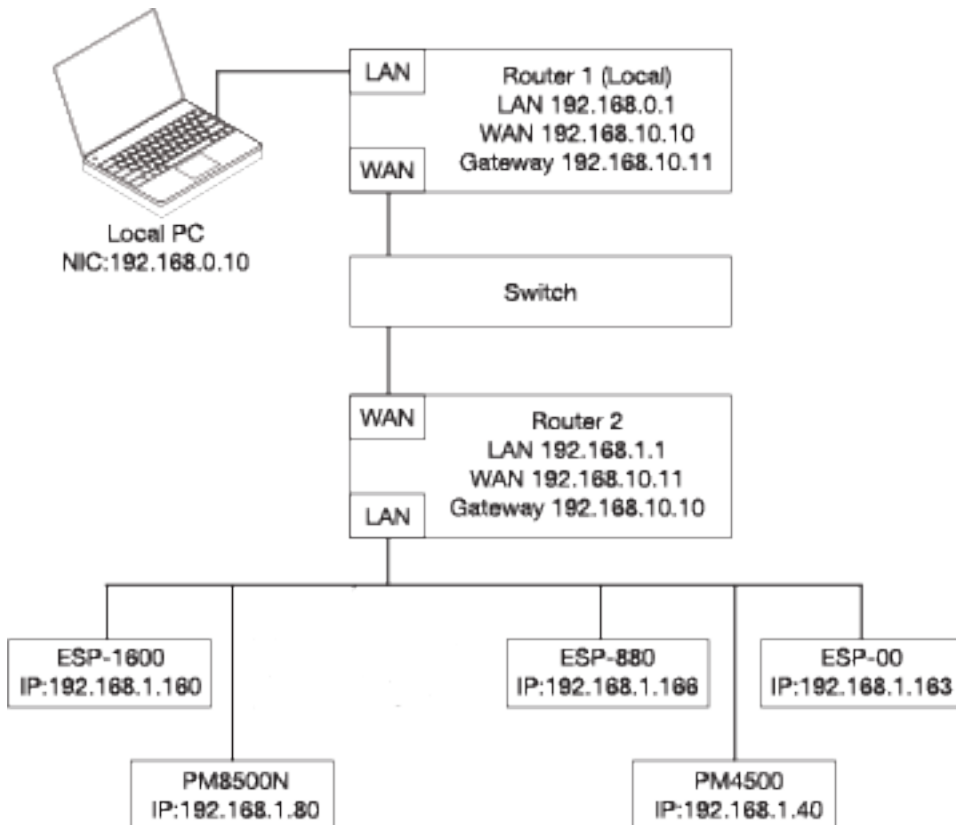 LAN
Router 1 (Local)
LAN 192.168.0.1
WAN 192.168.10.10
Gateway 192.168.10.11
WAN
Local PC
NIC:192.168.0.10
Switch
WAN
Router 2
LAN 192.168.1.1
WAN 192.168.10.11
Gateway 192.168.10.10
LAN
ESP-1600
IP:192.168.1.160
ESP-880
IP:192.168.1.166
ESP-00
IP:192.168.1.163
PM8500N
IP:192.168.1.80
PM4500
IP:192.168.1.40